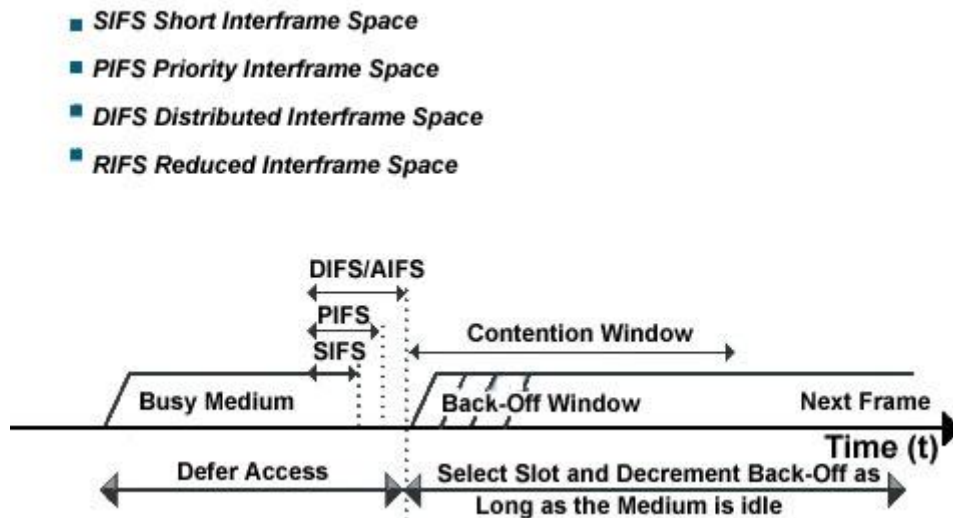 SIFS Short Interframe Space
PIFS Priority Interframe Space
DIFS Distributed Interframe Space
RIFS Reduced Interframe Space
DIFS/AIFS
PIFS
Contention Window
SIFS
Busy Medium
Back-Off Window
Next Frame
Time (t)
Defer Access
Select Slot and Decrement Back-Off as
Long as the Medium is idle